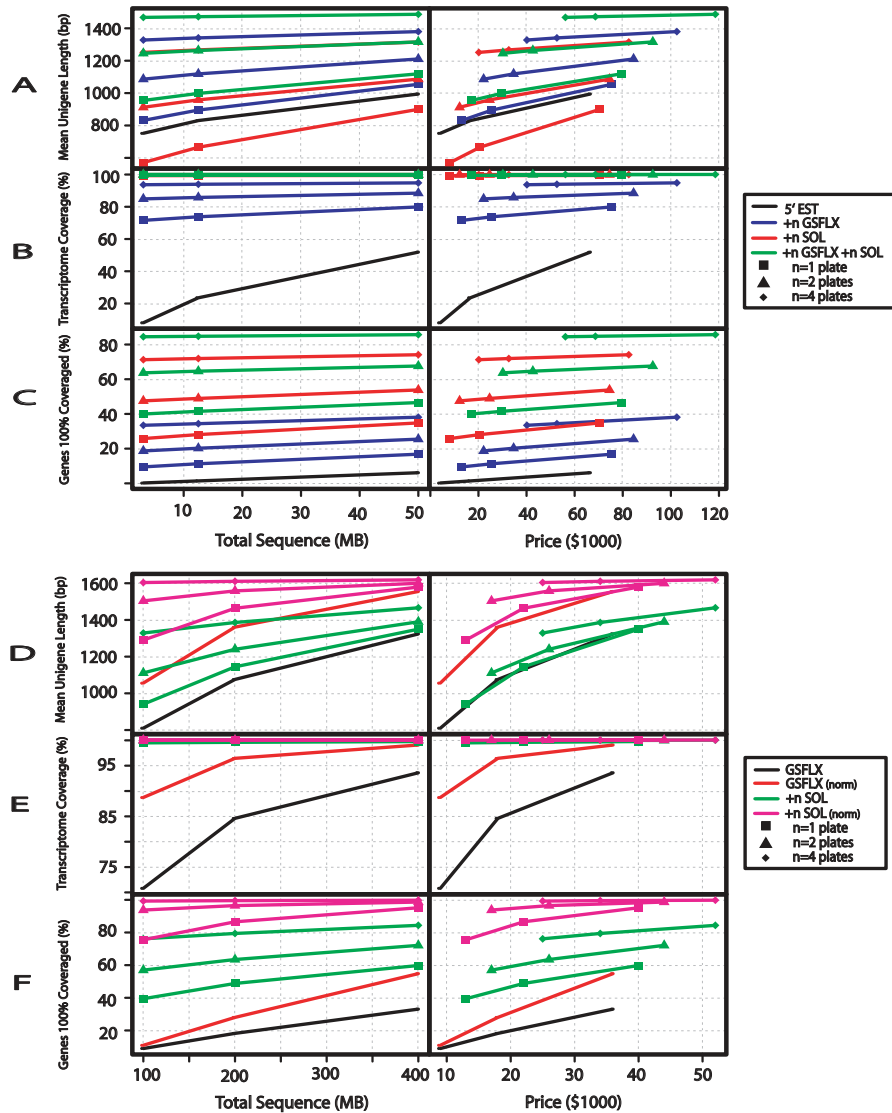 A
Mean Unigene Length (bp)
1400
1200
1000
800
B
Transcriptome Coverage (%)
100
80
60
40
20
C
Genes 100% Coveraged (%)
80
60
40
20
10 20 30 40 50
Total Sequence (MB)
20 40 60 80 100 120
Price ($1000)
5' EST
+n GSFLX
+n SOL
+n GSFLX +n SOL
n=1 plate
n=2 plates
n=4 plates
D
Mean Unigene Length (bp)
1600
1400
1200
1000
E
Transcriptome Coverage (%)
95
85
75
F
Genes 100% Coveraged (%)
80
60
40
20
100 200 300 400
Total Sequence (MB)
10 20 30 40 50
Price ($1000)
GSFLX
GSFLX (norm)
+n SOL
+n SOL (norm)
n=1 plate
n=2 plates
n=4 plates